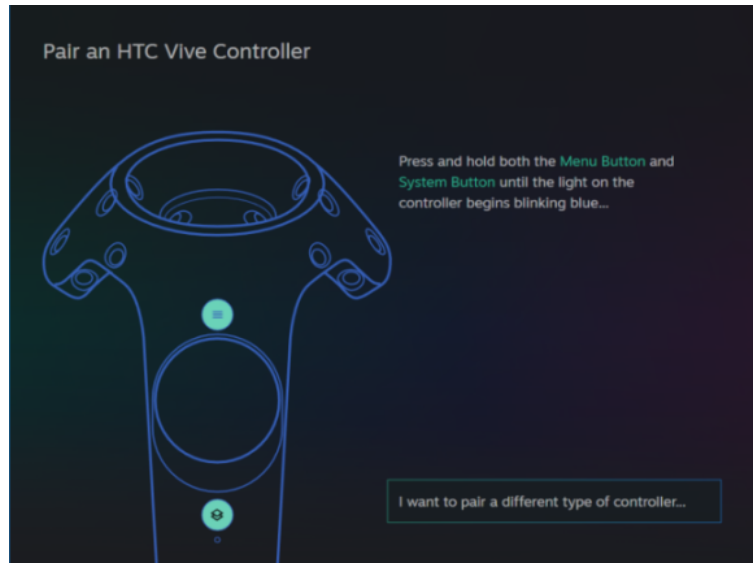 Pair an HTC Vive Controller
Press and hold both the Menu Button and
System Button until the light on the
controller begins blinking blue...
I want to pair a different type of controller...